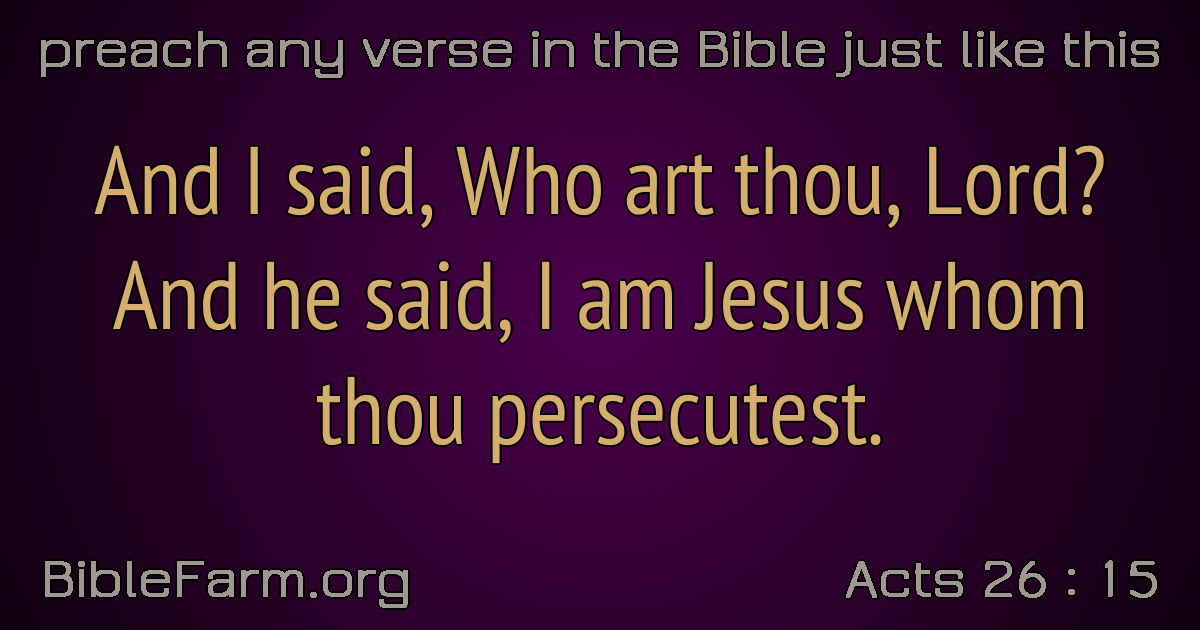 preach any verse in the Bible just like this
And I said, Who art thou, Lord?
And he said, I am Jesus whom
thou persecutest.
BibleFarm.org
Acts 26 : 15